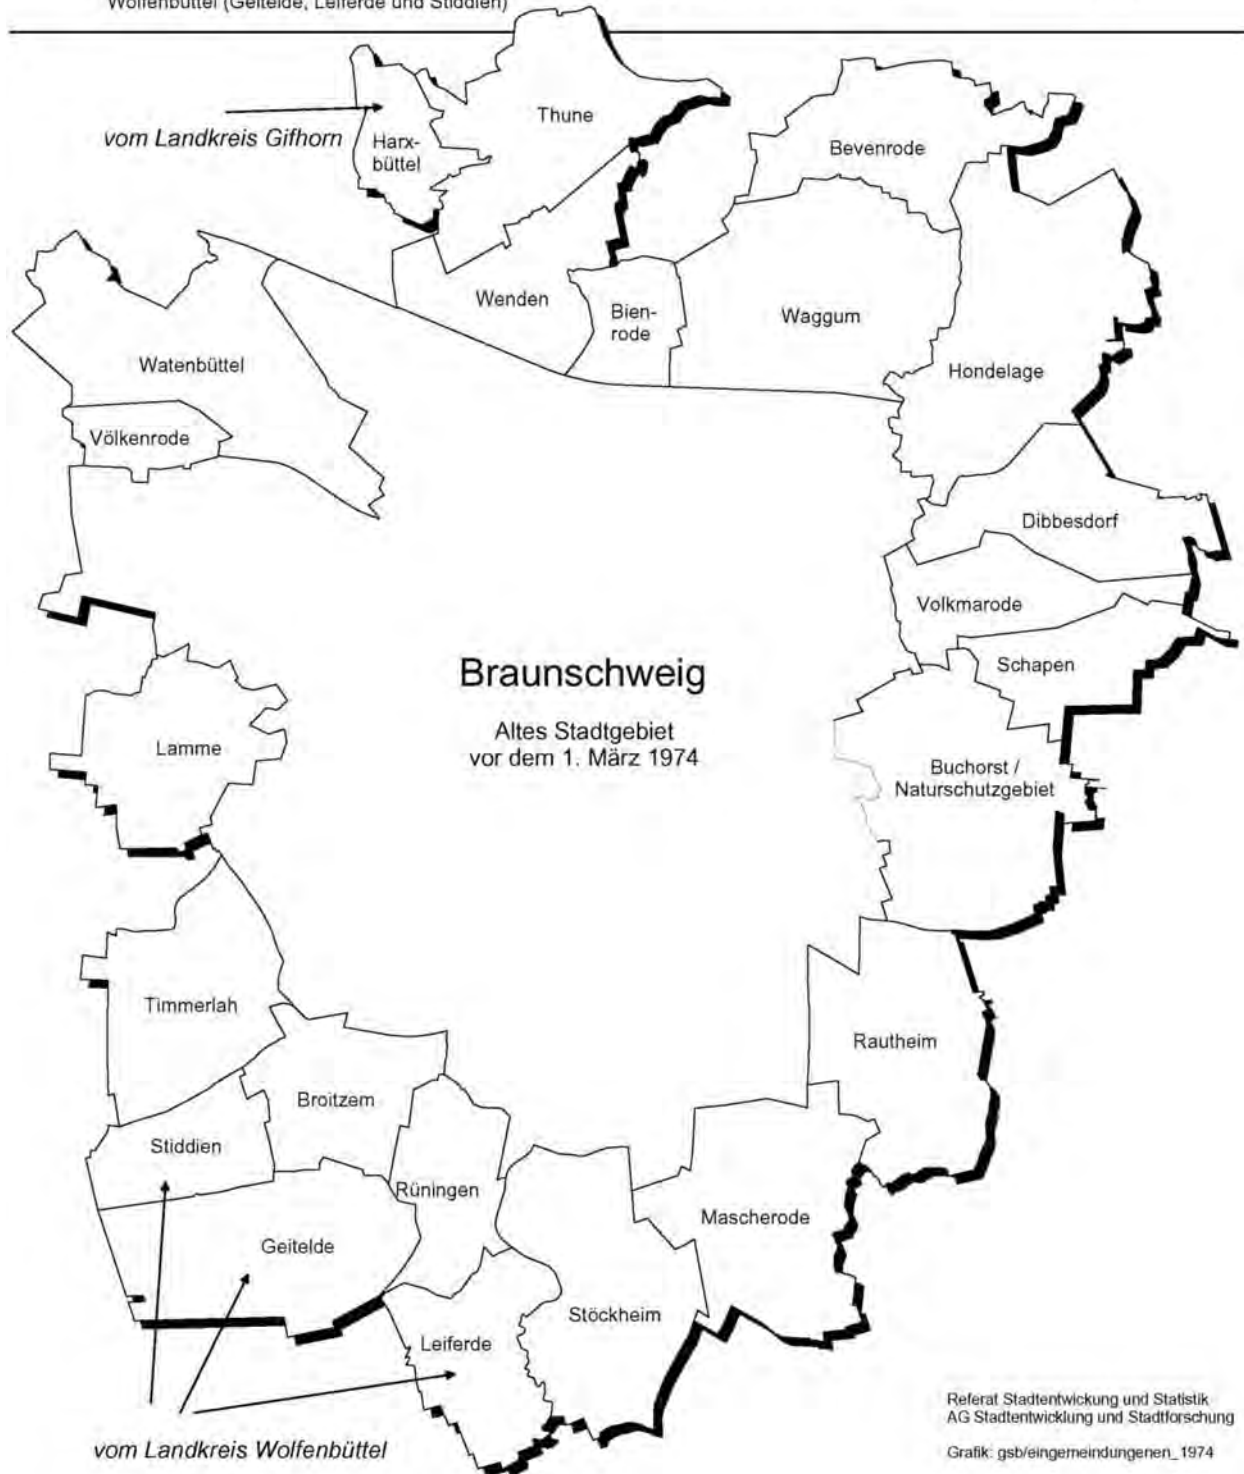 Wolfenbüttel (Geitelde, Leiferde und Stiddien)
Thune
vom Landkreis Gifhorn
Harx-
büttel
Bevenrode
Wenden
Bien-
rode
Waggum
Watenbüttel
Hondelage
Völkenrode
Dibbesdorf
Volkmarode
Schapen
Braunschweig
Altes Stadtgebiet
vor dem 1. März 1974
Lamme
Buchorst /
Naturschutzgebiet
Timmerlah
Rautheim
Broitzem
Stiddien
Rüningen
Mascherode
Geitelde
Stöckheim
Leiferde
vom Landkreis Wolfenbüttel
Referat Stadtentwickung und Statistik
AG Stadtentwicklung und Stadtforschung
Grafik: gsb/eingemeindungenen_1974